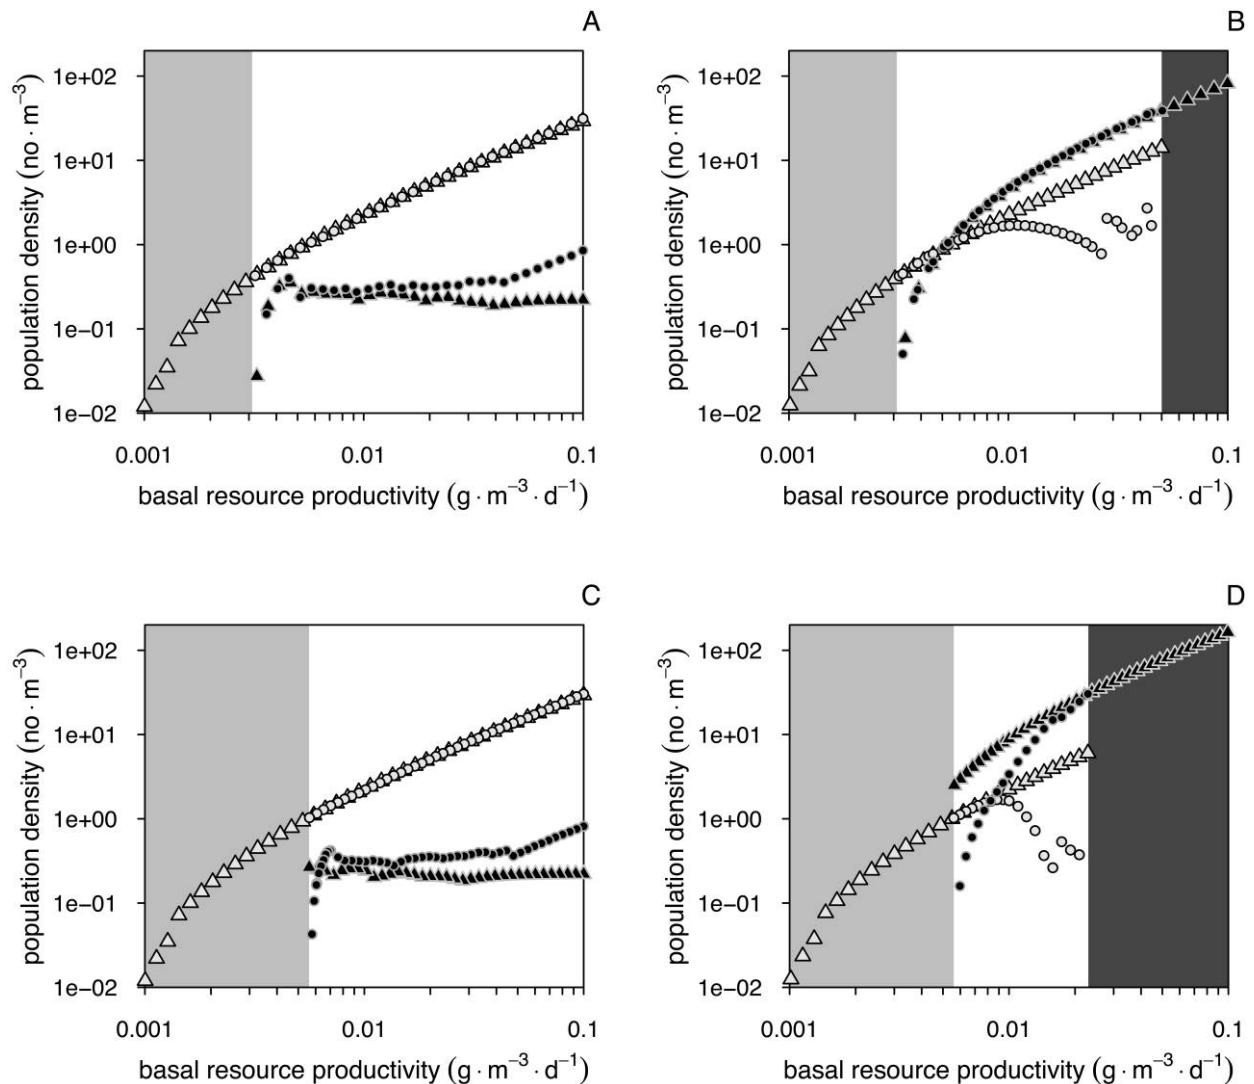 A
population density (no · m⁻³)
1e+02
1e+01
1e+00
1e−01
1e−02
0.001
0.01
0.1
basal resource productivity (g · m⁻³ · d⁻¹)
B
population density (no · m⁻³)
1e+02
1e+01
1e+00
1e−01
1e−02
0.001
0.01
0.1
basal resource productivity (g · m⁻³ · d⁻¹)
C
population density (no · m⁻³)
1e+02
1e+01
1e+00
1e−01
1e−02
0.001
0.01
0.1
basal resource productivity (g · m⁻³ · d⁻¹)
D
population density (no · m⁻³)
1e+02
1e+01
1e+00
1e−01
1e−02
0.001
0.01
0.1
basal resource productivity (g · m⁻³ · d⁻¹)